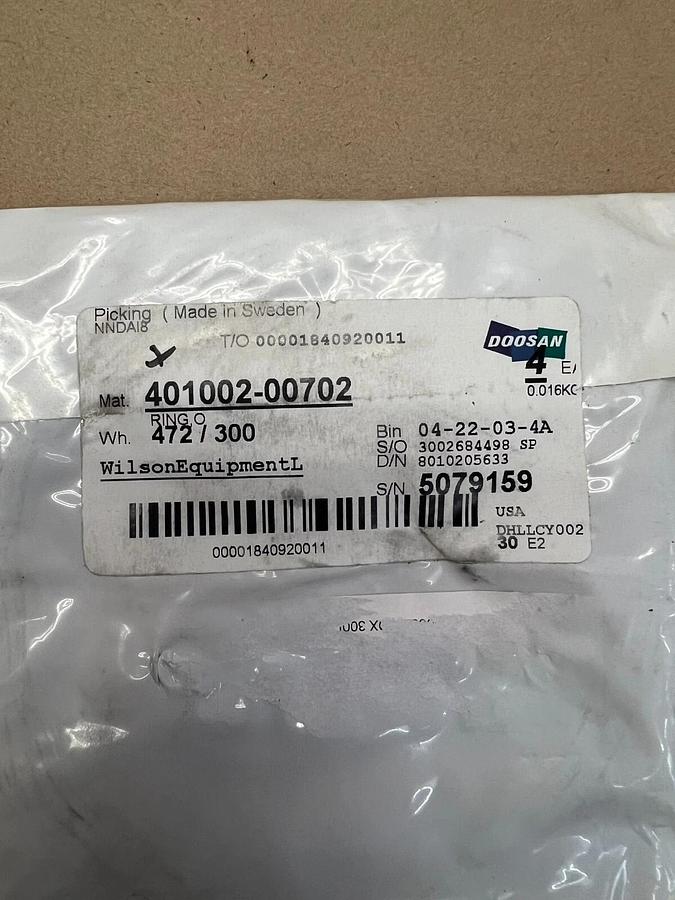 Picking ( Made in Sweden )
NNDAI8
T/O 00001840920011
DOOSAN
4
0.016KG
Mat. 401002-00702
RING,O
Wh. 472 / 300
Bin 04-22-03-4A
S/O 3002684498 SP
D/N 8010205633
WilsonEquipmentL
S/N 5079159
USA
DHLLCY002
30 E2
00001840920011